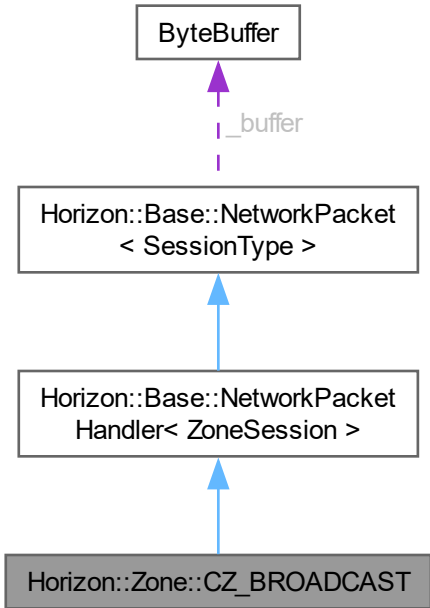 ByteBuffer
_buffer
Horizon::Base::NetworkPacket
< SessionType >
Horizon::Base::NetworkPacket
Handler< ZoneSession >
Horizon::Zone::CZ_BROADCAST